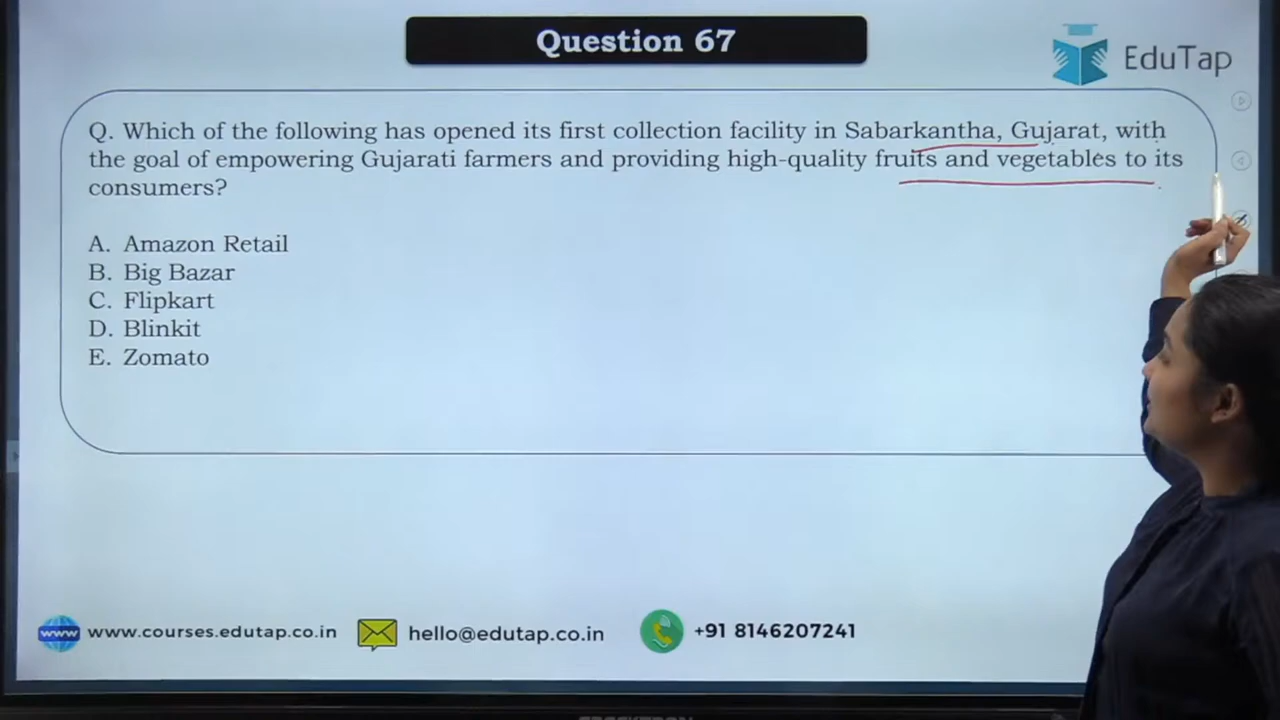 Question 67
EduTap
Q. Which of the following has opened its first collection facility in Sabarkantha, Gujarat, with
the goal of empowering Gujarati farmers and providing high-quality fruits and vegetables to its
consumers?
A. Amazon Retail
B. Big Bazar
C. Flipkart
D. Blinkit
E. Zomato
www
www.courses.edutap.co.in
hello@edutap.co.in
+91 8146207241